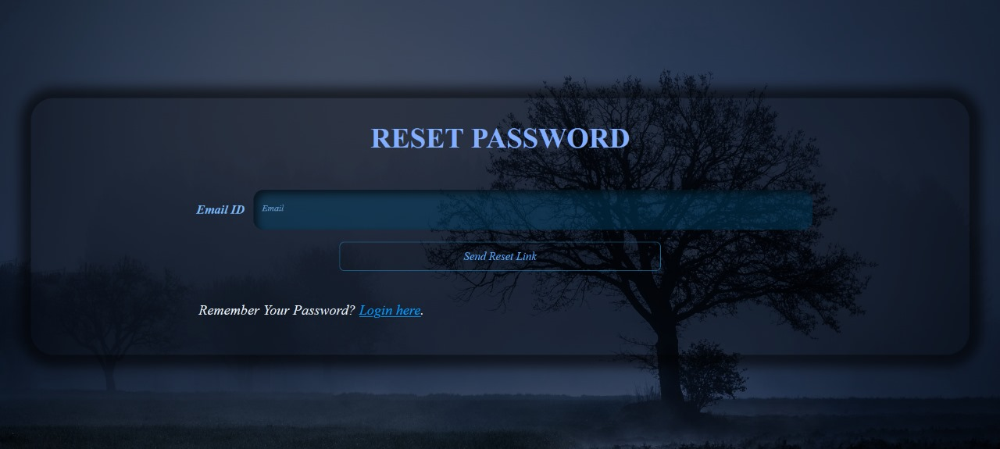 RESET PASSWORD
Email ID Email
Send Reset Link
Remember Your Password? Login here.